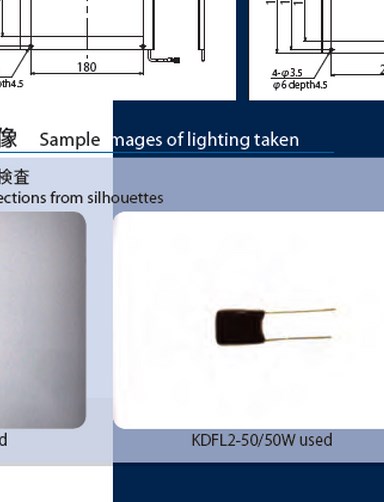 180
pth4.5
4-φ3.5
φ6 depth4.5
像 Sample mages of lighting taken
検査
ections from silhouettes
d
KDFL2-50/50W used